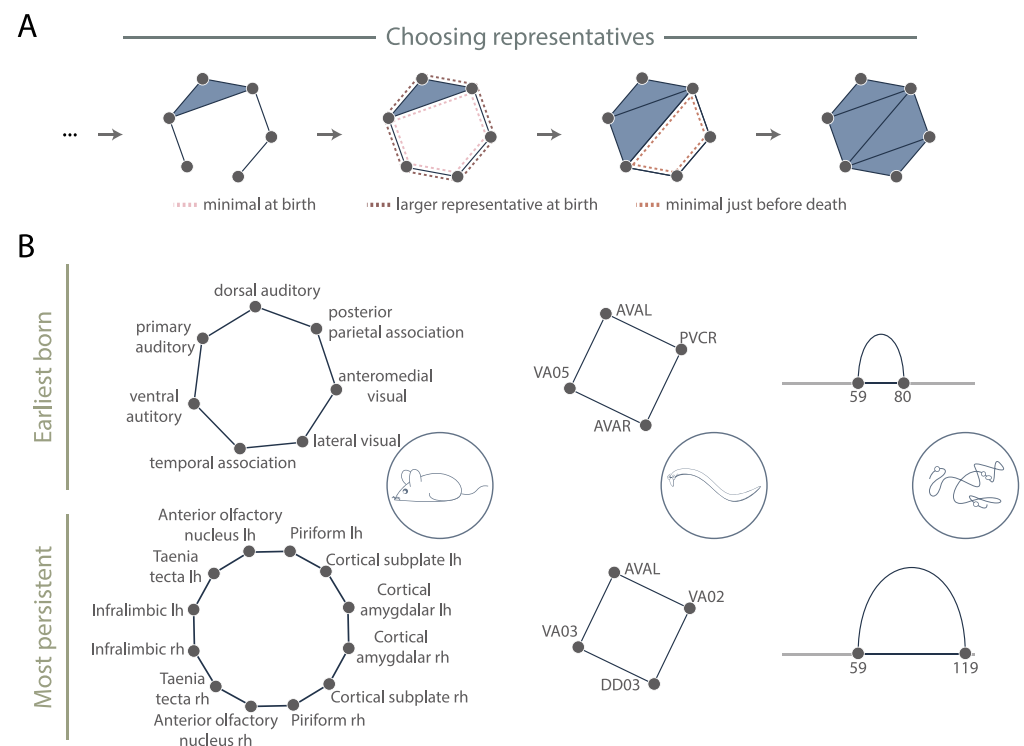 A
Choosing representatives
...
minimal at birth
larger representative at birth
minimal just before death
B
Earliest born
dorsal auditory
primary
auditory
posterior
parietal association
ventral
autitory
anteromedial
visual
lateral visual
temporal association
AVAL
PVCR
VA05
AVAR
59
80
Most persistent
Anterior olfactory
nucleus lh
Piriform lh
Taenia
tecta lh
Cortical subplate lh
Infralimbic lh
Cortical
amygdalar lh
Infralimbic rh
Cortical
amygdalar rh
Taenia
tecta rh
Cortical subplate rh
Anterior olfactory
nucleus rh
Piriform rh
AVAL
VA02
VA03
DD03
59
119